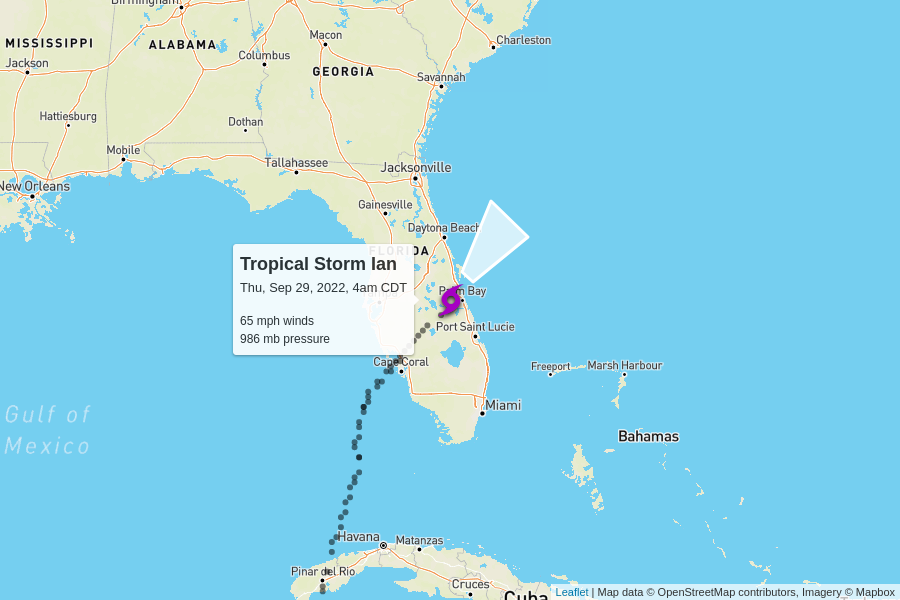 Birmingham
MISSISSIPPI
ALABAMA
Macon
Charleston
Jackson
Columbus
GEORGIA
Savannah
Hattiesburg
Dothan
Mobile
Tallahassee
Jacksonville
New Orleans
Gainesville
Daytona Beach
FLORIDA
Tropical Storm Ian
Thu, Sep 29, 2022, 4am CDT
65 mph winds
986 mb pressure
Palm Bay
Port Saint Lucie
Cape Coral
Freeport
Marsh Harbour
Miami
Gulf of
Mexico
Bahamas
Havana
Matanzas
Pinar del Rio
Cruces
Cuba
Leaflet | Map data © OpenStreetMap contributors, Imagery © Mapbox